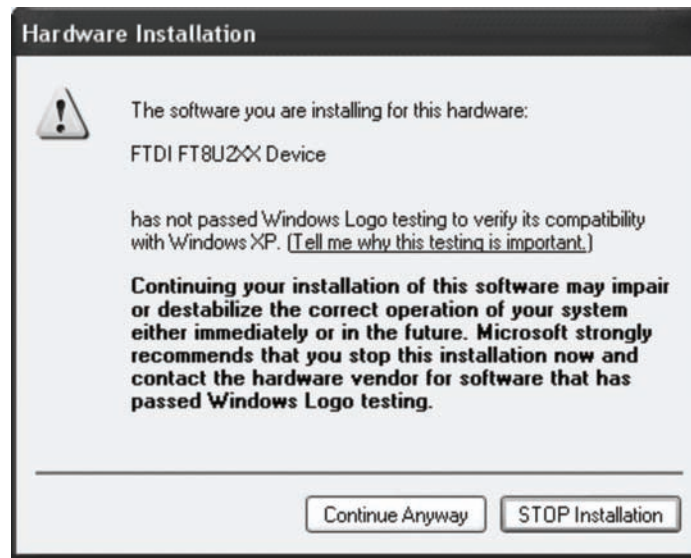 Hardware Installation
The software you are installing for this hardware:
FTDI FT8U2XX Device
has not passed Windows Logo testing to verify its compatibility
with Windows XP. (Tell me why this testing is important.)
Continuing your installation of this software may impair
or destabilize the correct operation of your system
either immediately or in the future. Microsoft strongly
recommends that you stop this installation now and
contact the hardware vendor for software that has
passed Windows Logo testing.
Continue Anyway
STOP Installation